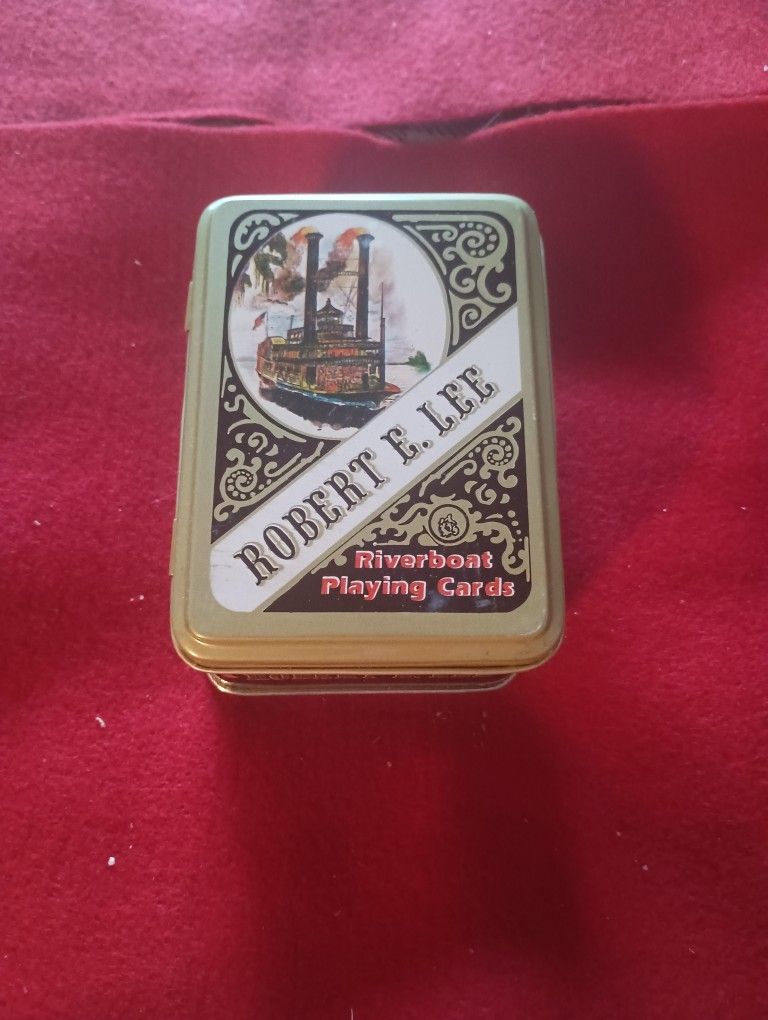 ROBERT E. LEE
Riverboat
Playing Cards